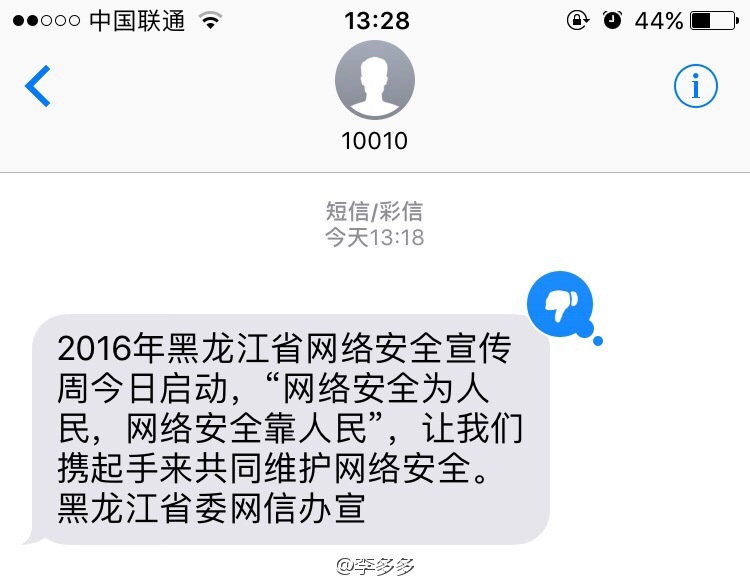 中国联通 13:28 44%
10010
短信/彩信
今天13:18
2016年黑龙江省网络安全宣传
周今日启动，“网络安全为人
民，网络安全靠人民”，让我们
携起手来共同维护网络安全。
黑龙江省委网信办宣
@李多多